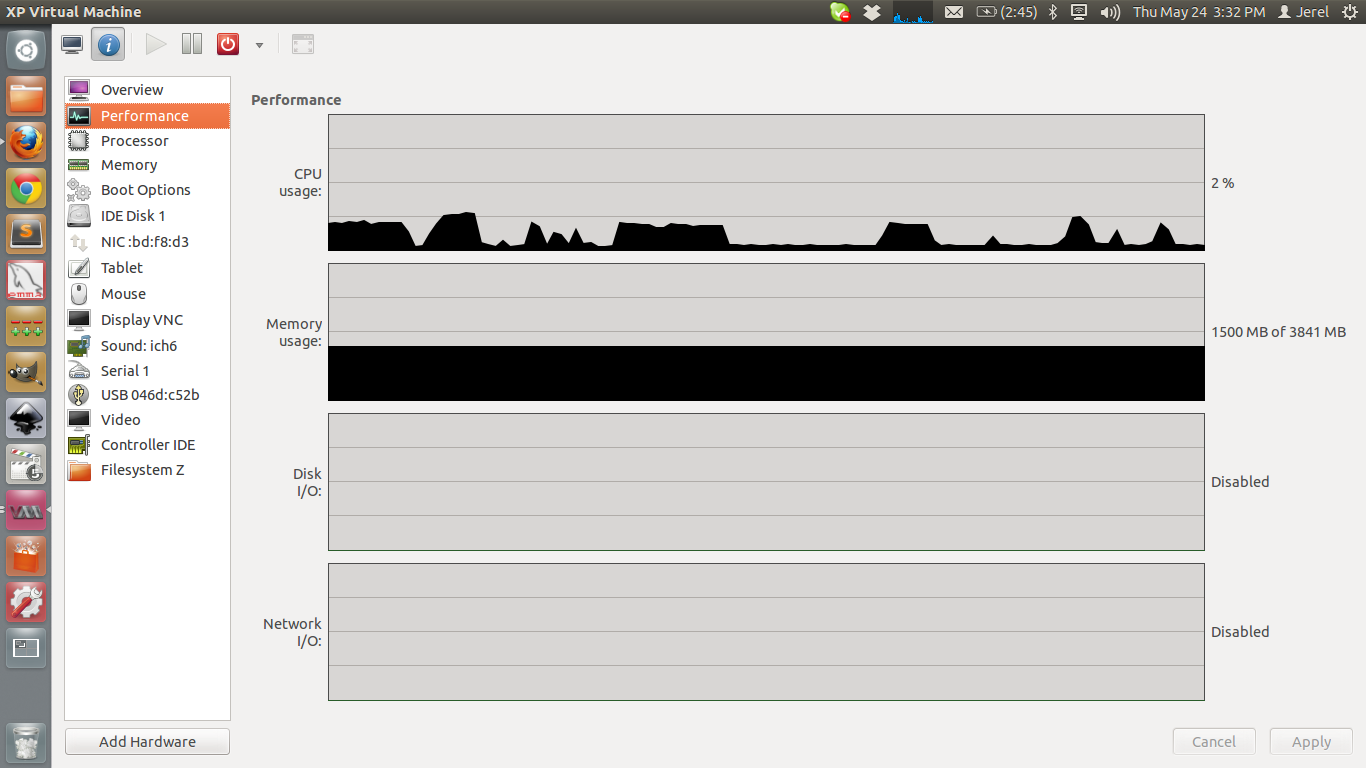 XP Virtual Machine
(2:45)
Thu May 24 3:32 PM
Jerel
Overview
Performance
Processor
Memory
Boot Options
IDE Disk 1
NIC :bd:f8:d3
Tablet
Mouse
Display VNC
Sound: ich6
Serial 1
USB 046d:c52b
Video
Controller IDE
Filesystem Z
Add Hardware
Performance
CPU
usage:
2 %
Memory
usage:
1500 MB of 3841 MB
Disk
I/O:
Disabled
Network
I/O:
Disabled
Cancel
Apply
S
emma